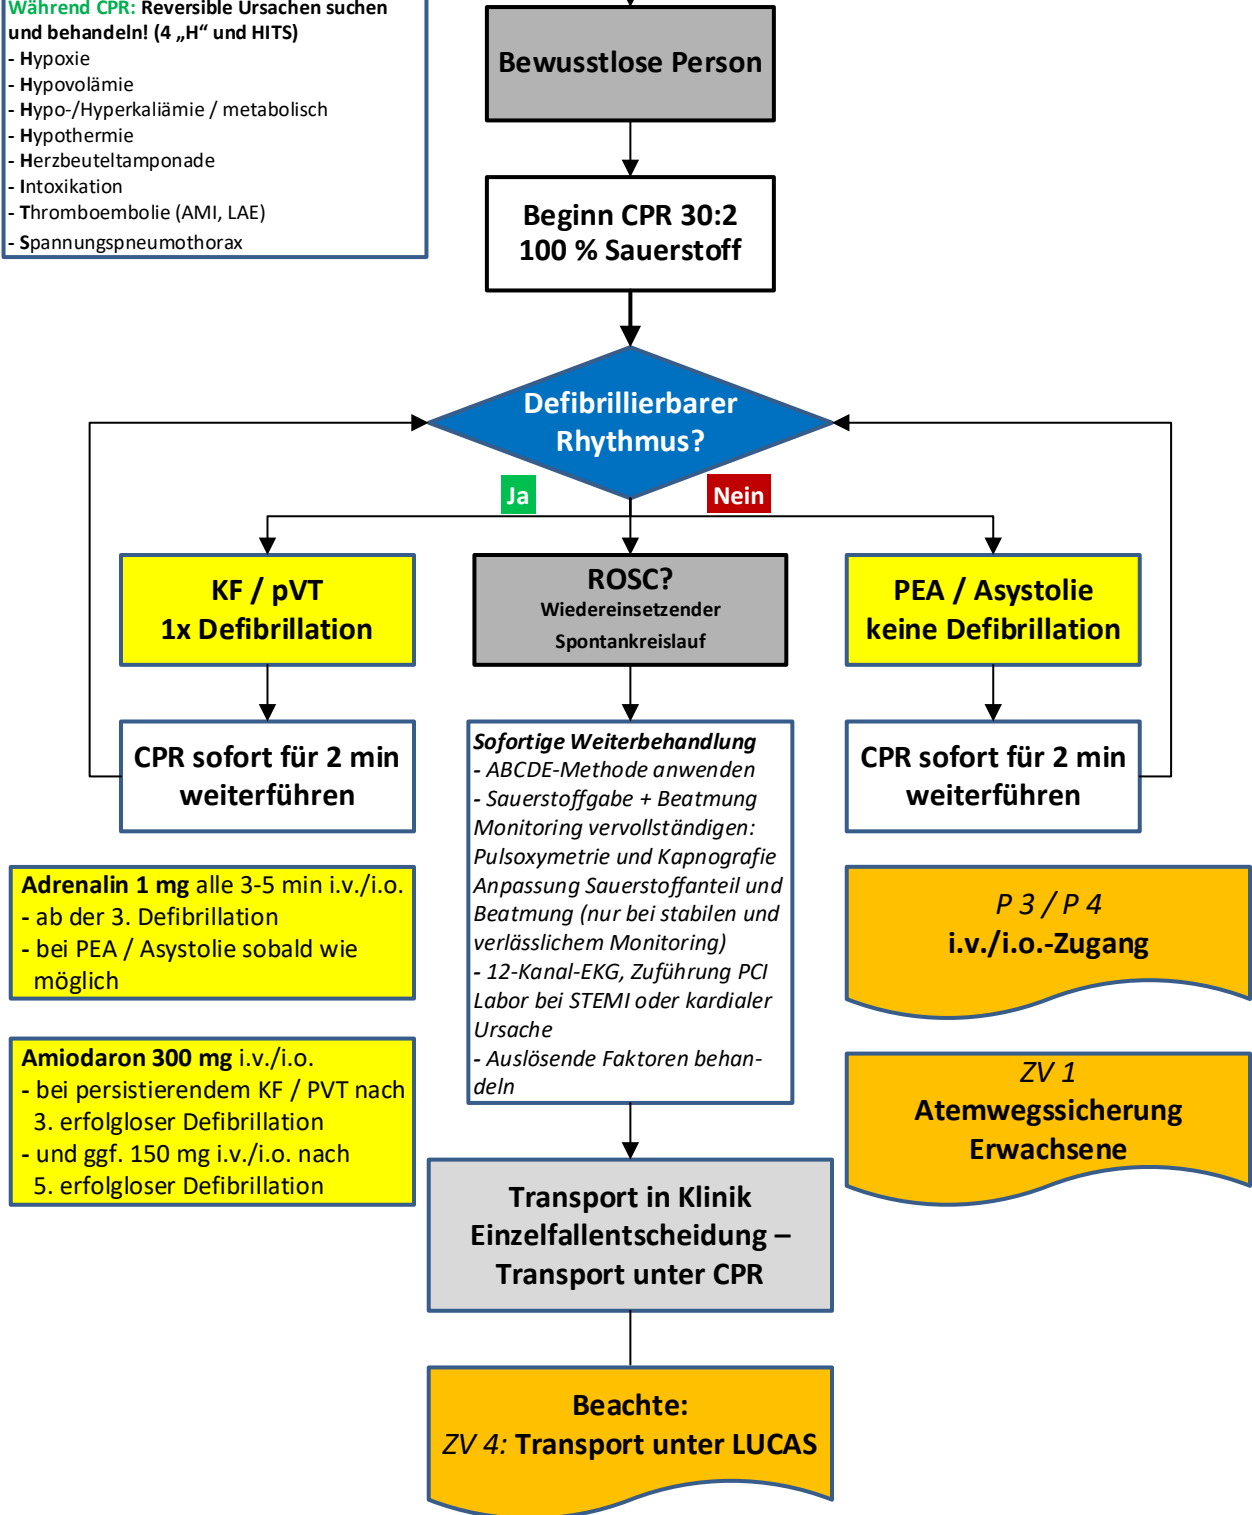 Während CPR: Reversible Ursachen suchen
und behandeln! (4 „H“ und HITS)
- Hypoxie
- Hypovolämie
- Hypo-/Hyperkaliämie / metabolisch
- Hypothermie
- Herzbeuteltamponade
- Intoxikation
- Thromboembolie (AMI, LAE)
- Spannungspneumothorax
Bewusstlose Person
Beginn CPR 30:2
100 % Sauerstoff
Defibrillierbarer
Rhythmus?
Ja
Nein
KF / pVT
1x Defibrillation
ROSC?
Wiedereinsetzender
Spontankreislauf
PEA / Asystolie
keine Defibrillation
CPR sofort für 2 min
weiterführen
Sofortige Weiterbehandlung
- ABCDE-Methode anwenden
- Sauerstoffgabe + Beatmung
Monitoring vervollständigen:
Pulsoxymetrie und Kapnografie
Anpassung Sauerstoffanteil und
Beatmung (nur bei stabilen und
verlässlichem Monitoring)
- 12-Kanal-EKG, Zuführung PCI
Labor bei STEMI oder kardialer
Ursache
- Auslösende Faktoren behan-
deln
CPR sofort für 2 min
weiterführen
Adrenalin 1 mg alle 3-5 min i.v./i.o.
- ab der 3. Defibrillation
- bei PEA / Asystolie sobald wie
möglich
P 3 / P 4
i.v./i.o.-Zugang
Amiodaron 300 mg i.v./i.o.
- bei persistierendem KF / PVT nach
3. erfolgloser Defibrillation
- und ggf. 150 mg i.v./i.o. nach
5. erfolgloser Defibrillation
ZV 1
Atemwegssicherung
Erwachsene
Transport in Klinik
Einzelfallentscheidung –
Transport unter CPR
Beachte:
ZV 4: Transport unter LUCAS